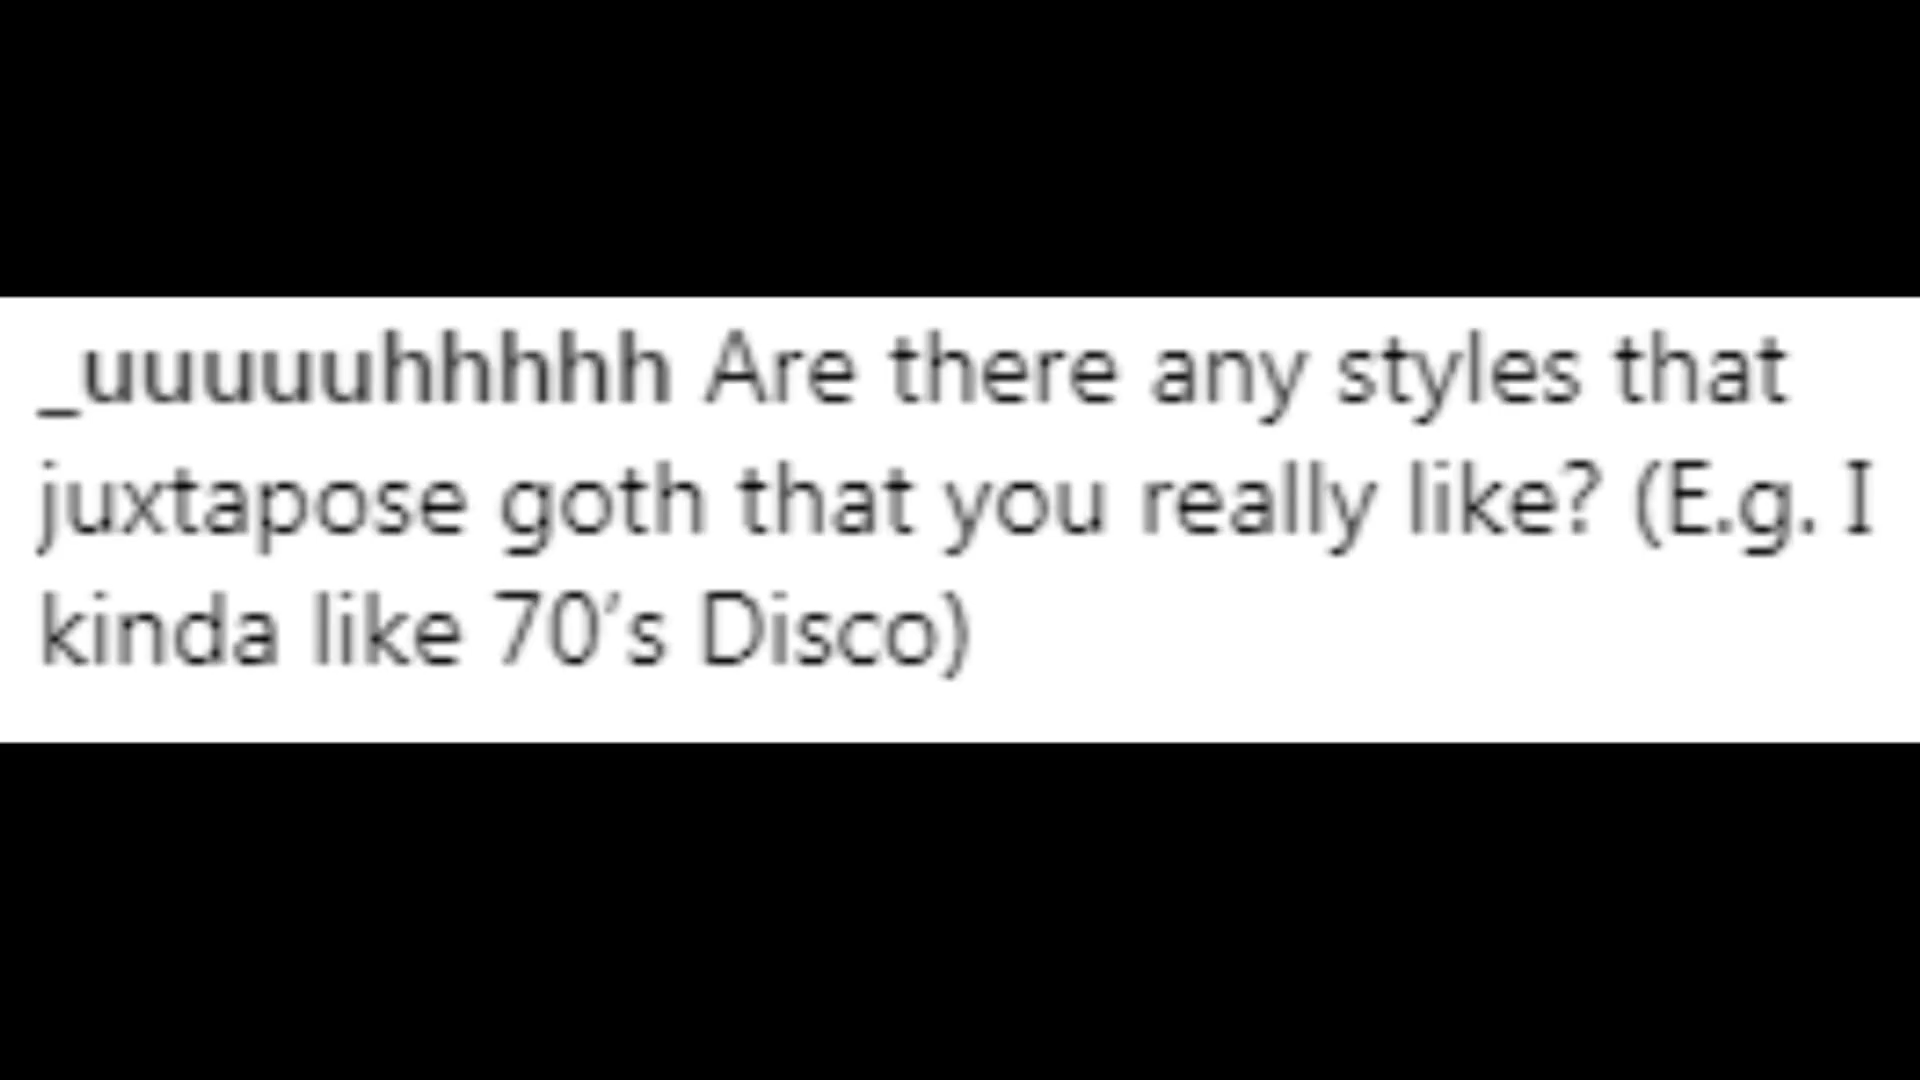 _uuuuuhhhhh Are there any styles that
juxtapose goth that you really like? (E.g. I
kinda like 70's Disco)